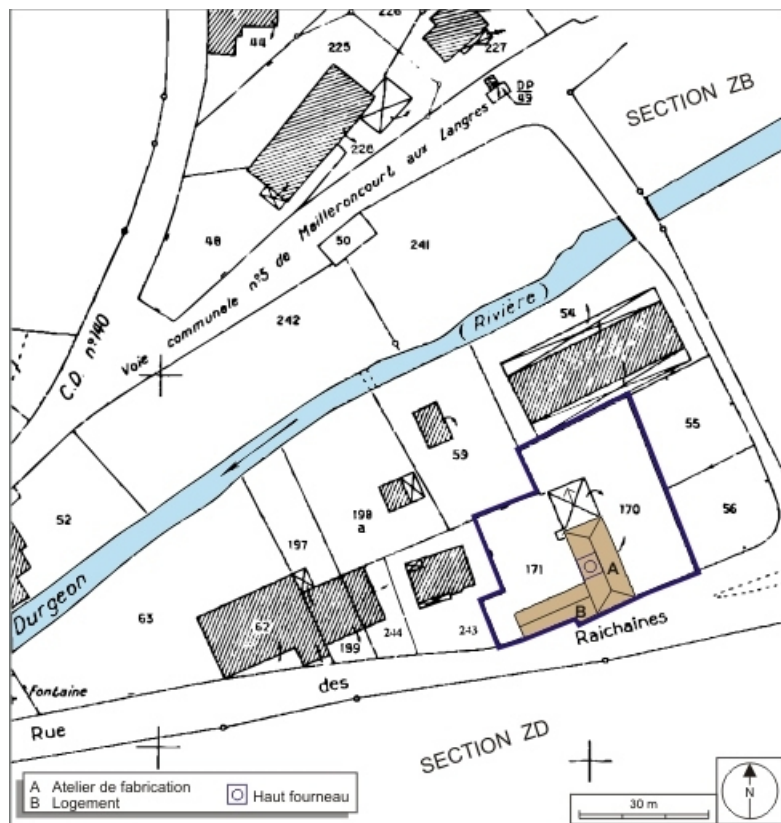 44
226
225
227
DP
49
SECTION ZB
228
48
50
241
Voie communale n°5 de Meilleroncourt aux Langres
C.D. n°140
242
(Rivière)
54
59
55
52
198
a
170
56
197
171
A
B
Durgeon
63
62
199
244
243
Raichaines
fontaine
des
Rue
SECTION ZD
A Atelier de fabrication
B Logement
Haut fourneau
30 m
N